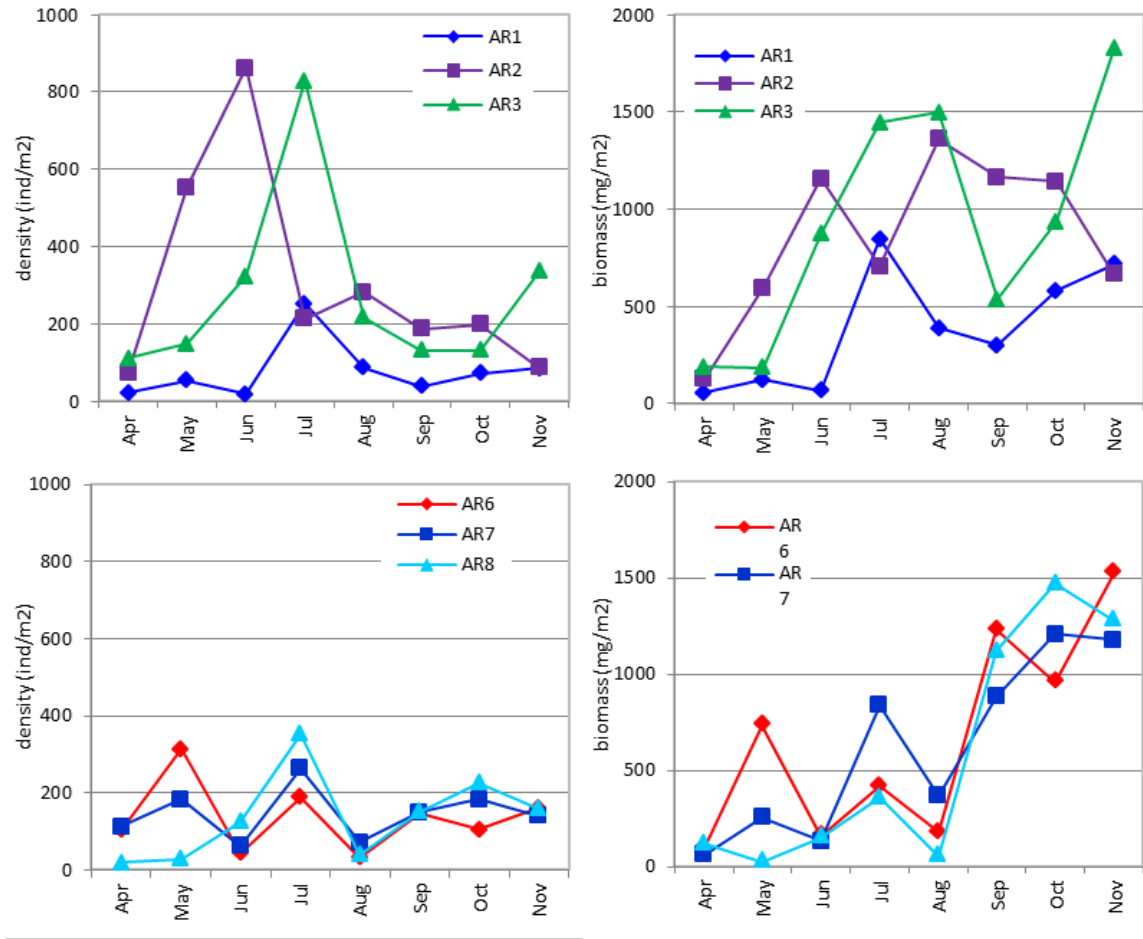 1000
800
600
400
200
0
density (ind/m2)
AR1
AR2
AR3
Apr
May
Jun
Jul
Aug
Sep
Oct
Nov
2000
1500
1000
500
0
biomass (mg/m2)
AR1
AR2
AR3
Apr
May
Jun
Jul
Aug
Sep
Oct
Nov
1000
800
600
400
200
0
density (ind/m2)
AR6
AR7
AR8
Apr
May
Jun
Jul
Aug
Sep
Oct
Nov
2000
1500
1000
500
0
biomass (mg/m2)
AR
6
AR
7
Apr
May
Jun
Jul
Aug
Sep
Oct
Nov